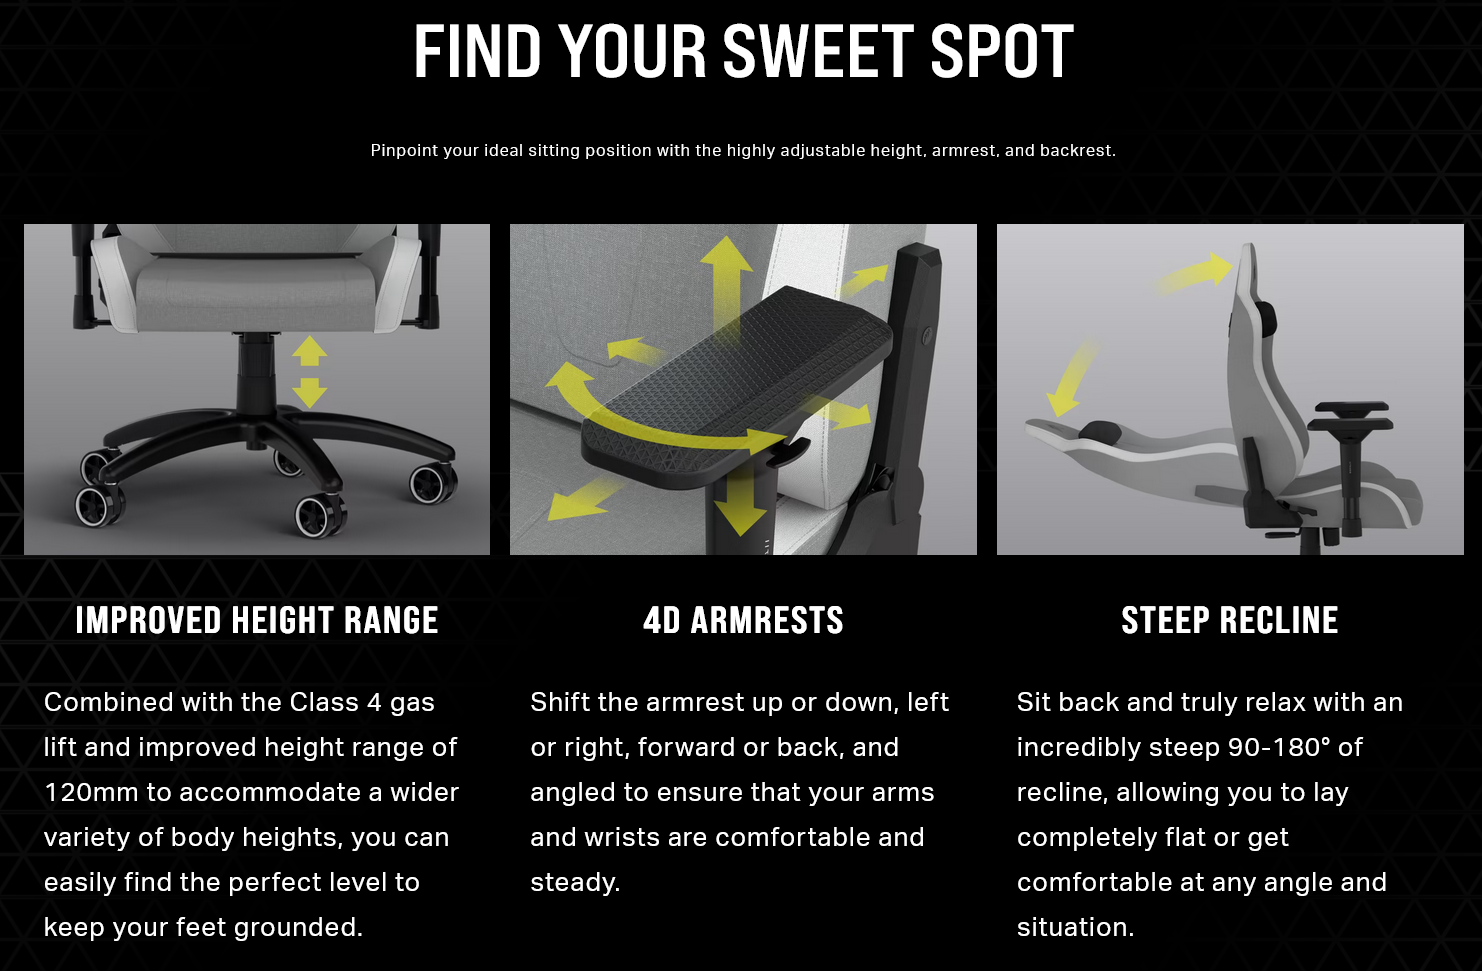 FIND YOUR SWEET SPOT
Pinpoint your ideal sitting position with the highly adjustable height, armrest, and backrest.
IMPROVED HEIGHT RANGE
Combined with the Class 4 gas
lift and improved height range of
120mm to accommodate a wider
variety of body heights, you can
easily find the perfect level to
keep your feet grounded.
4D ARMRESTS
Shift the armrest up or down, left
or right, forward or back, and
angled to ensure that your arms
and wrists are comfortable and
steady.
STEEP RECLINE
Sit back and truly relax with an
incredibly steep 90-180° of
recline, allowing you to lay
completely flat or get
comfortable at any angle and
situation.